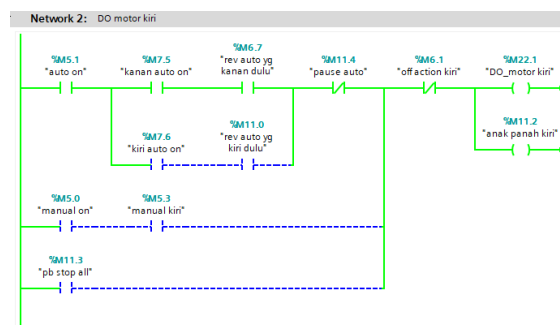 Network 2: DO motor kiri
%M5.1
"auto on"
%M7.5
"kanan auto on"
%M6.7
"rev auto yg
kanan dulu"
%M11.4
"pause auto"
%M6.1
"off action kiri"
%M22.1
"DO_motor kiri"
%M7.6
"kiri auto on"
%M11.0
"rev auto yg
kiri dulu"
%M11.2
"anak panah kiri"
%M5.0
"manual on"
%M5.3
"manual kiri"
%M11.3
"pb stop all"